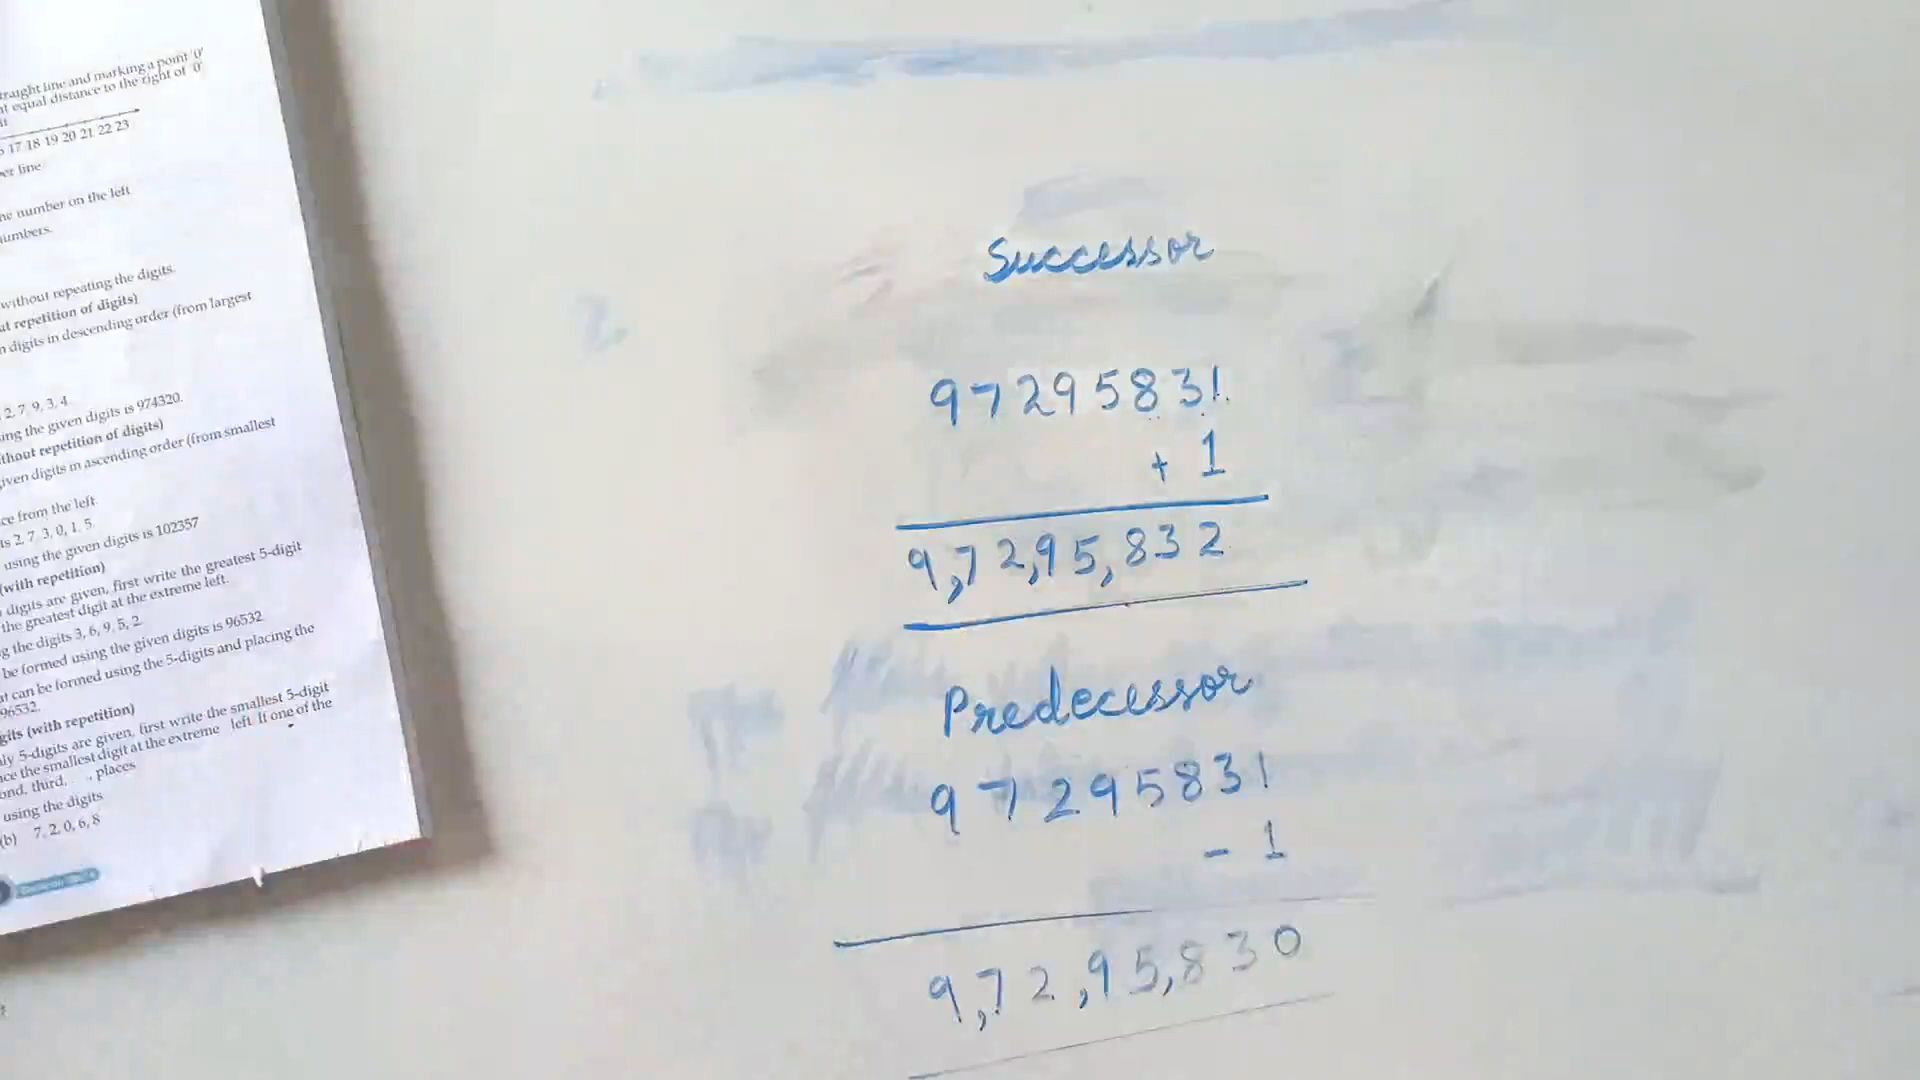 traight line and marking a point '0'
at equal distance to the right of '0'
17 18 19 20 21 22 23
er line
he number on the left
umbers.
without repeating the digits.
at repetition of digits)
n digits in descending order (from largest
2, 7, 9, 3, 4
ing the given digits is 974320.
thout repetition of digits)
given digits in ascending order (from smallest
ce from the left.
ts 2, 7, 3, 0, 1, 5.
using the given digits is 102357
(with repetition)
digits are given, first write the greatest 5-digit
the greatest digit at the extreme left.
g the digits 3, 6, 9, 5, 2
be formed using the given digits is 96532
at can be formed using the 5-digits and placing the
96532.
gits (with repetition)
ly 5-digits are given, first write the smallest 5-digit
ce the smallest digit at the extreme left. If one of the
ond, third, places
using the digits
(b) 7, 2, 0, 6, 8
Successor
97295831
+ 1
9,72,95,832
Predecessor
97295831
- 1
9,72,95,830